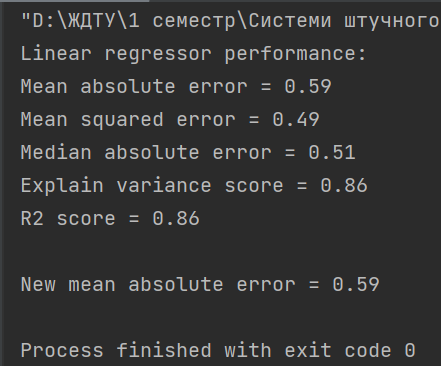 "D:\ЖДТУ\1 семестр\Системи штучного
Linear regressor performance:
Mean absolute error = 0.59
Mean squared error = 0.49
Median absolute error = 0.51
Explain variance score = 0.86
R2 score = 0.86
New mean absolute error = 0.59
Process finished with exit code 0